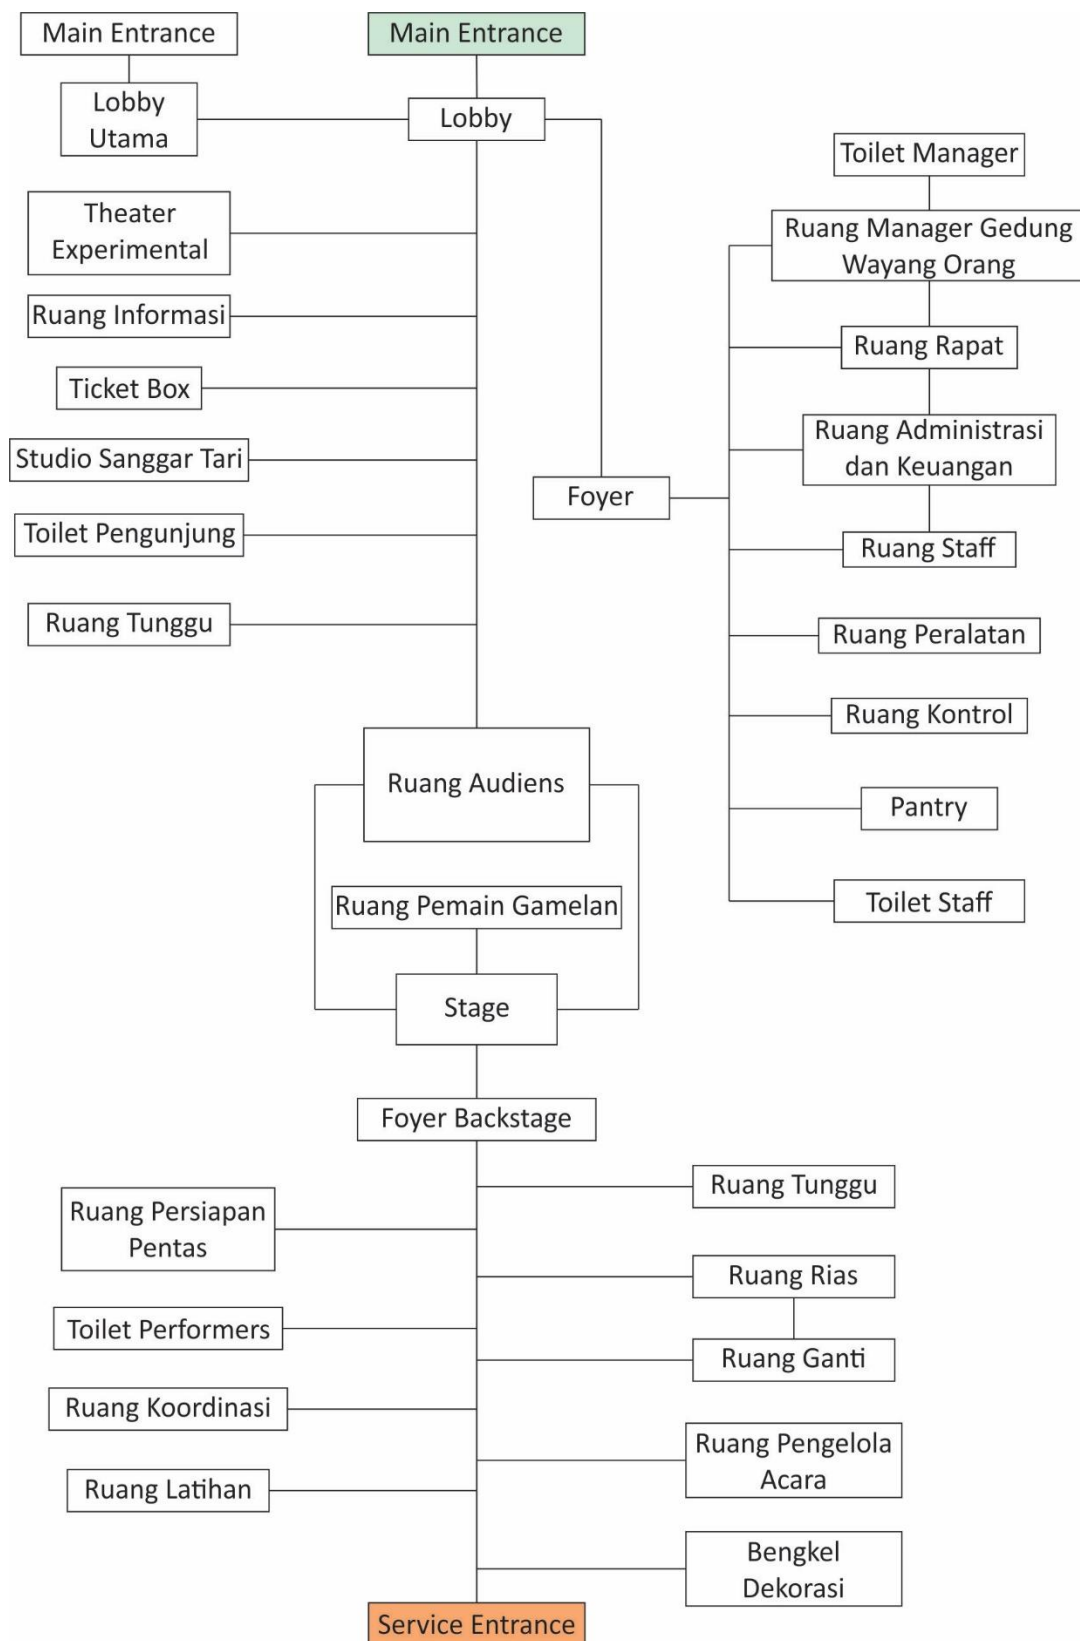 Main Entrance
Main Entrance
Lobby
Utama
Lobby
Toilet Manager
Theater
Experimental
Ruang Manager Gedung
Wayang Orang
Ruang Informasi
Ruang Rapat
Ticket Box
Ruang Administrasi
dan Keuangan
Studio Sanggar Tari
Foyer
Toilet Pengunjung
Ruang Staff
Ruang Tunggu
Ruang Peralatan
Ruang Kontrol
Ruang Audiens
Pantry
Ruang Pemain Gamelan
Toilet Staff
Stage
Foyer Backstage
Ruang Tunggu
Ruang Persiapan
Pentas
Ruang Rias
Toilet Performers
Ruang Ganti
Ruang Koordinasi
Ruang Pengelola
Acara
Ruang Latihan
Bengkel
Dekorasi
Service Entrance